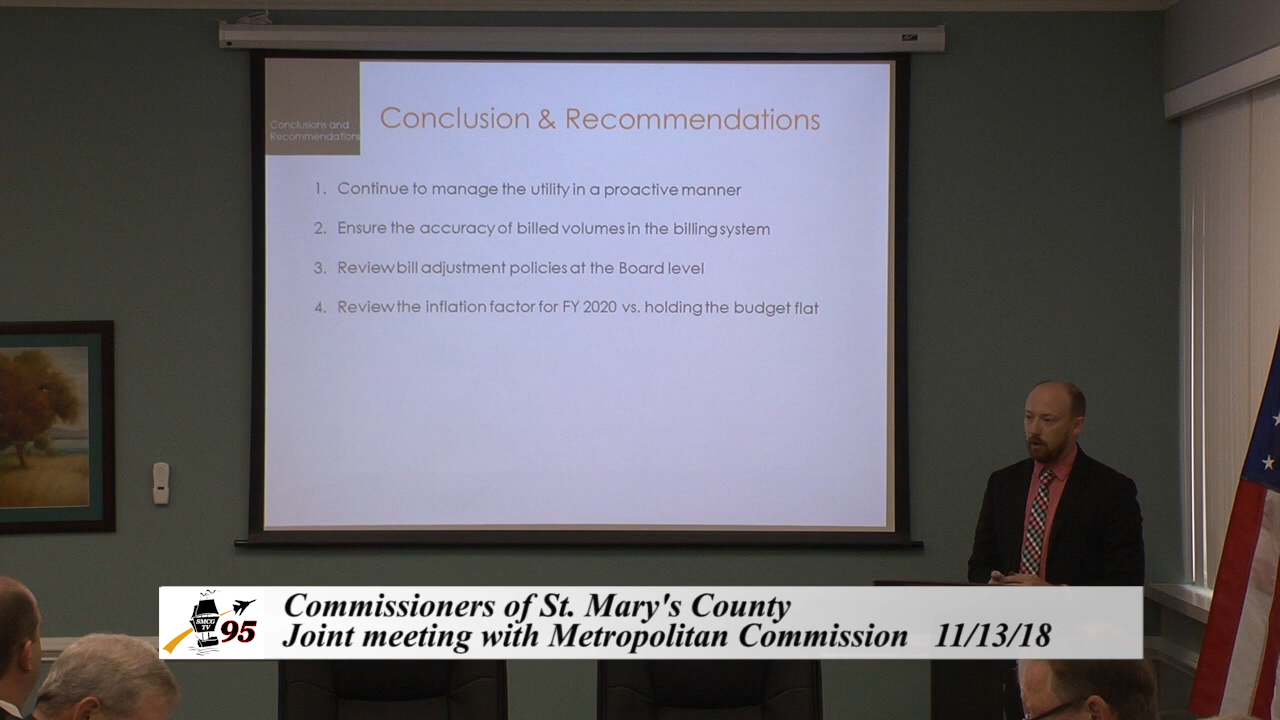 Conclusions and
Recommendations
Conclusion & Recommendations
1. Continue to manage the utility in a proactive manner
2. Ensure the accuracy of billed volumes in the billing system
3. Review bill adjustment policies at the Board level
4. Review the inflation factor for FY 2020 vs. holding the budget flat
SMCG
TV
95
Commissioners of St. Mary's County
Joint meeting with Metropolitan Commission 11/13/18